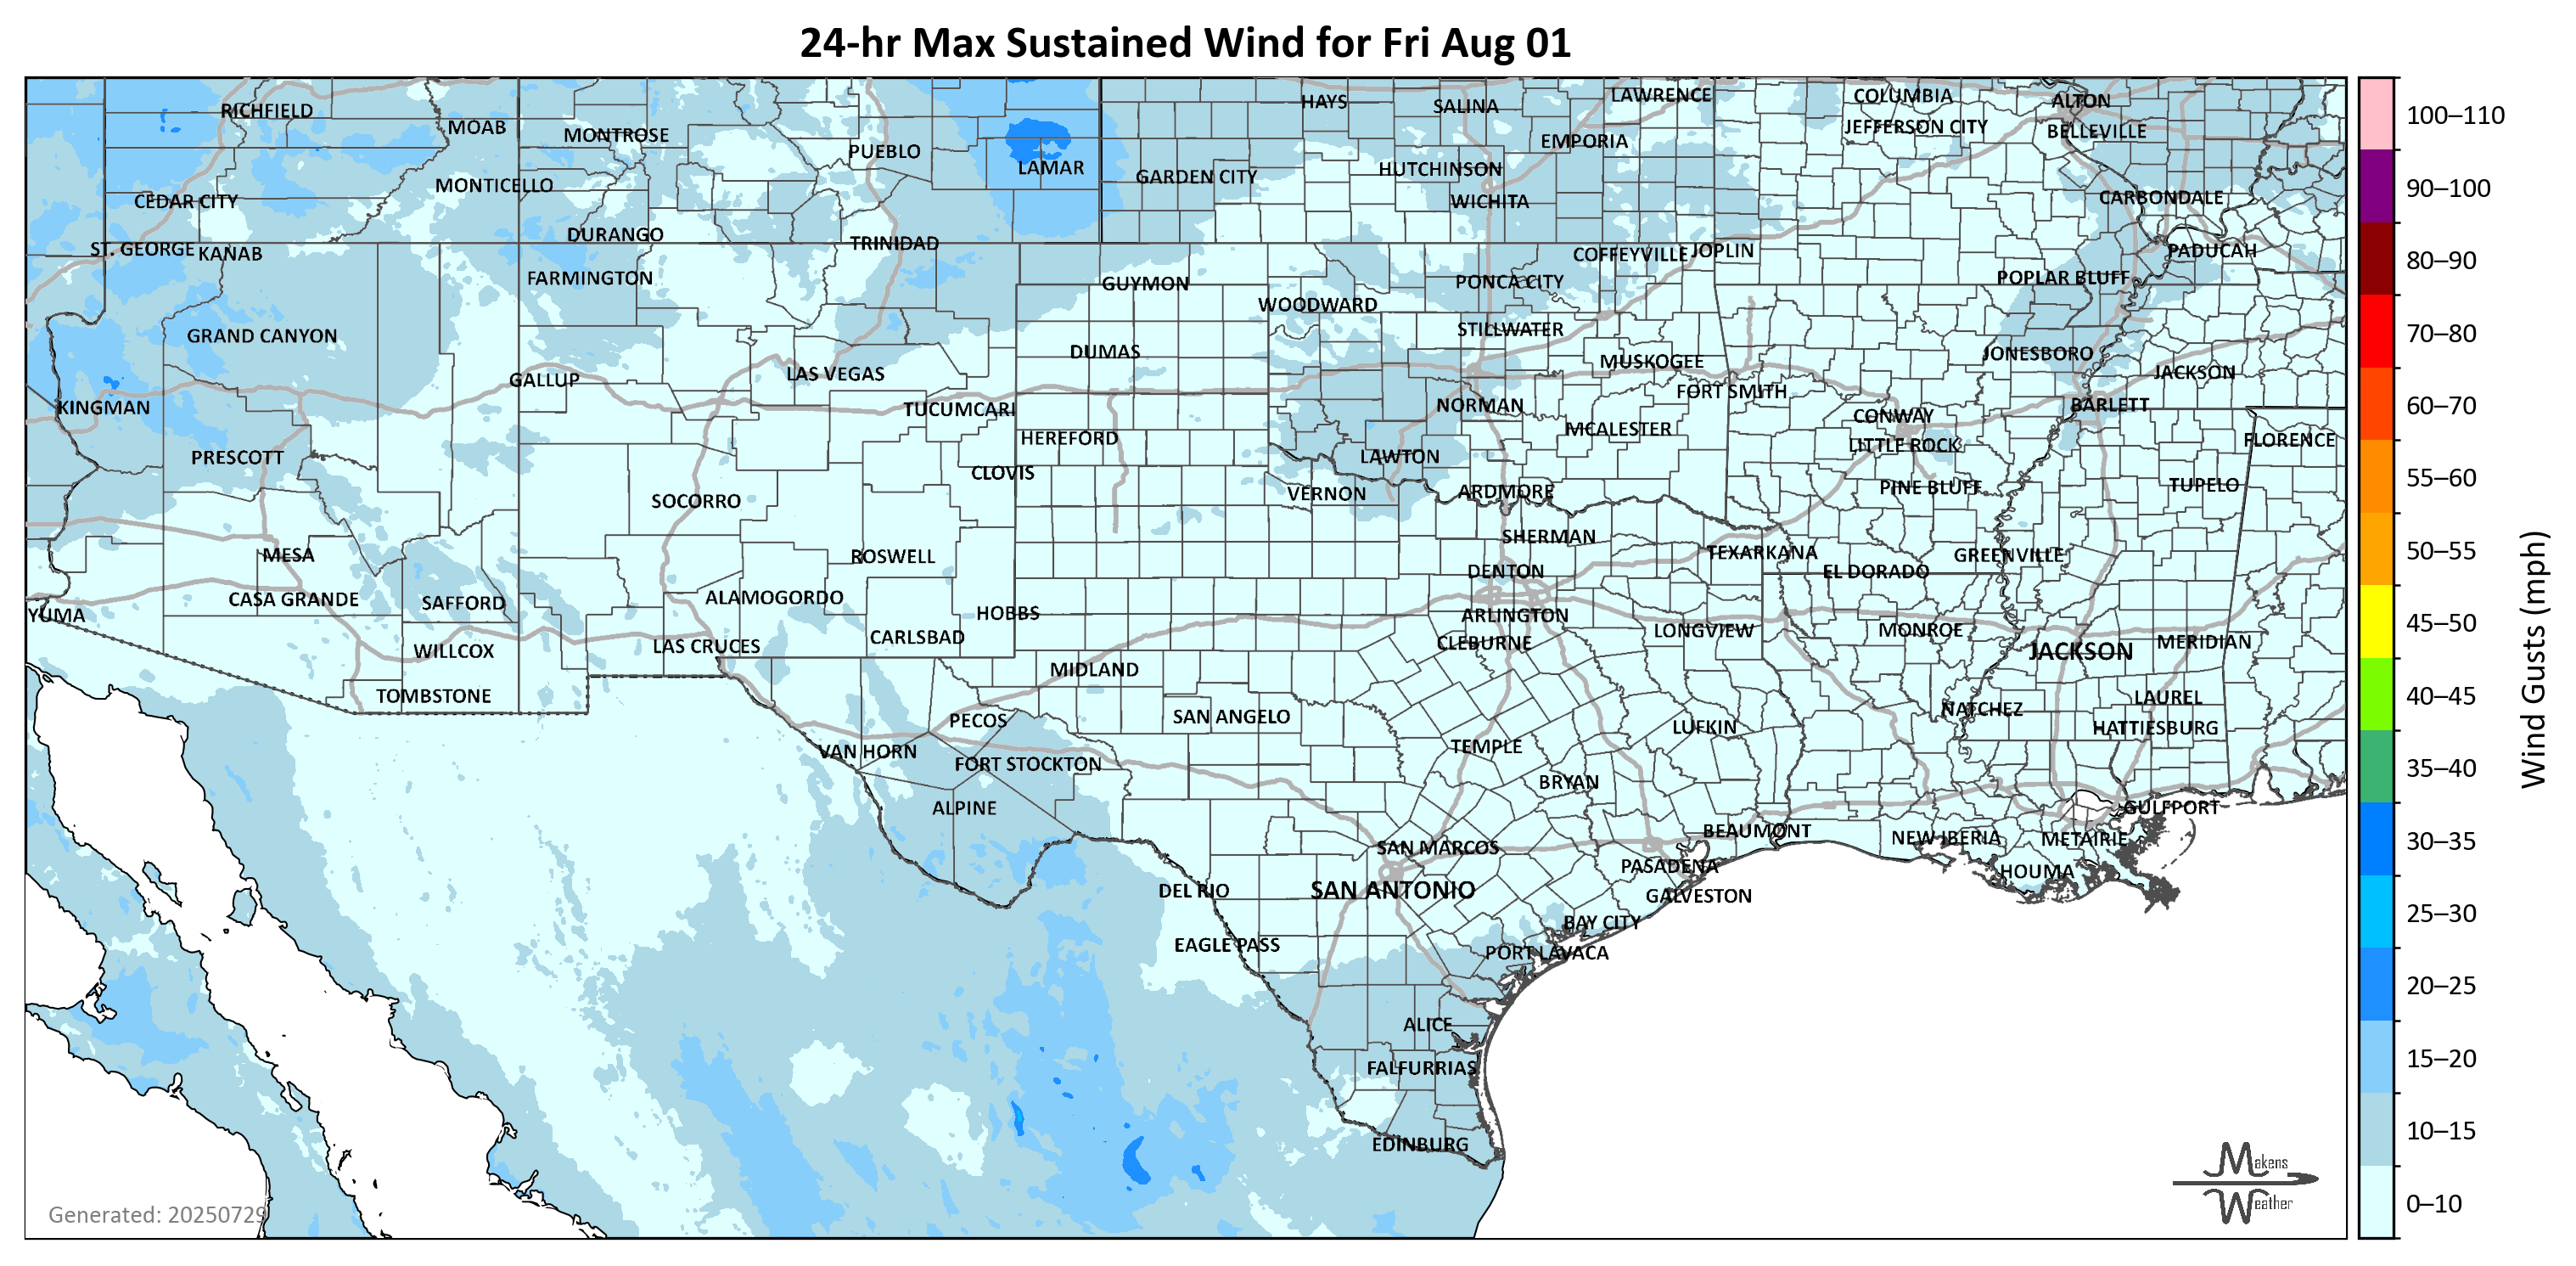 24-hr Max Sustained Wind for Fri Aug 01
RICHFIELD
MOAB
MONTROSE
PUEBLO
LAMAR
HAYS
SALINA
LAWRENCE
EMPORIA
COLUMBIA
JEFFERSON CITY
ALTON
BELLEVILLE
CEDAR CITY
MONTICELLO
GARDEN CITY
HUTCHINSON
WICHITA
CARBONDALE
ST. GEORGE
KANAB
DURANGO
TRINIDAD
COFFEYVILLE
JOPLIN
PADUCAH
FARMINGTON
GUYMON
PONCA CITY
POPLAR BLUFF
WOODWARD
GRAND CANYON
STILLWATER
DUMAS
MUSKOGEE
JONESBORO
GALLUP
LAS VEGAS
JACKSON
KINGMAN
TUCUMCARI
NORMAN
FORT SMITH
BARLETT
CONWAY
HEREFORD
MCALESTER
LITTLE ROCK
FLORENCE
PRESCOTT
CLOVIS
LAWTON
SOCORRO
VERNON
ARDMORE
PINE BLUFF
TUPELO
MESA
ROSWELL
SHERMAN
TEXARKANA
GREENVILLE
DENTON
EL DORADO
YUMA
CASA GRANDE
SAFFORD
ALAMOGORDO
HOBBS
ARLINGTON
CLEBURNE
LONGVIEW
MONROE
WILLCOX
LAS CRUCES
CARLSBAD
JACKSON
MERIDIAN
TOMBSTONE
MIDLAND
PECOS
SAN ANGELO
LAUREL
NATCHEZ
HATTIESBURG
LUFKIN
VAN HORN
FORT STOCKTON
TEMPLE
BRYAN
ALPINE
GULFPORT
BEAUMONT
NEW IBERIA
METAIRIE
SAN MARCOS
PASADENA
HOUMA
DEL RIO
SAN ANTONIO
GALVESTON
BAY CITY
EAGLE PASS
PORT LAVACA
ALICE
FALFURRIAS
EDINBURG
Generated: 20250729
Makens
Weather
100–110
90–100
80–90
70–80
60–70
55–60
50–55
45–50
40–45
35–40
30–35
25–30
20–25
15–20
10–15
0–10
Wind Gusts (mph)